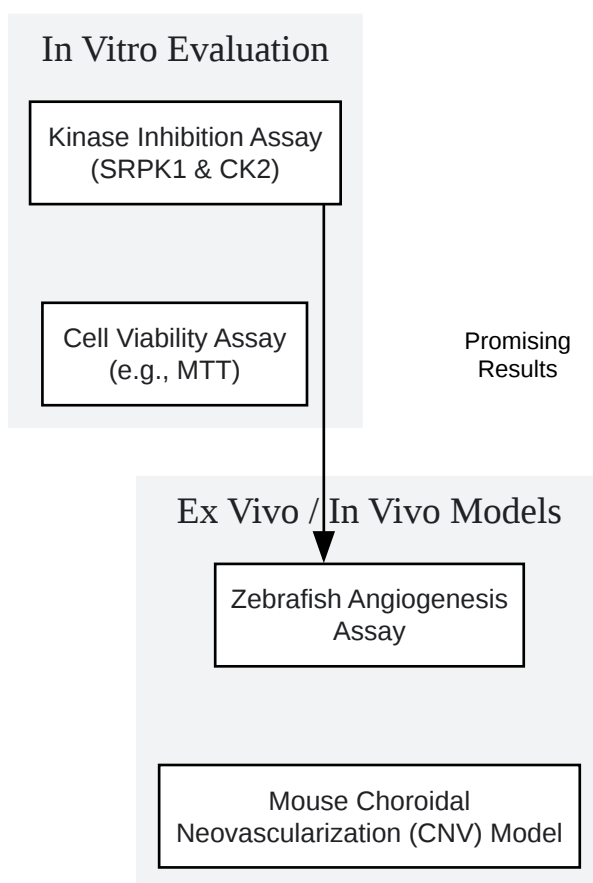 In Vitro Evaluation
Kinase Inhibition Assay
(SRPK1 & CK2)
Cell Viability Assay
(e.g., MTT)
Promising
Results
Ex Vivo / In Vivo Models
Zebrafish Angiogenesis
Assay
Mouse Choroidal
Neovascularization (CNV) Model